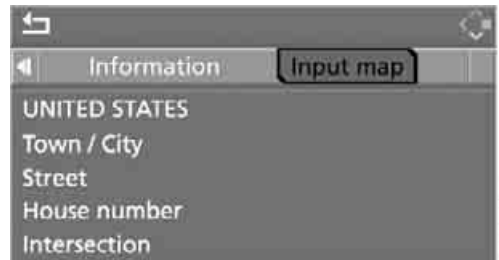 Information Input map
UNITED STATES
Town / City
Street
House number
Intersection